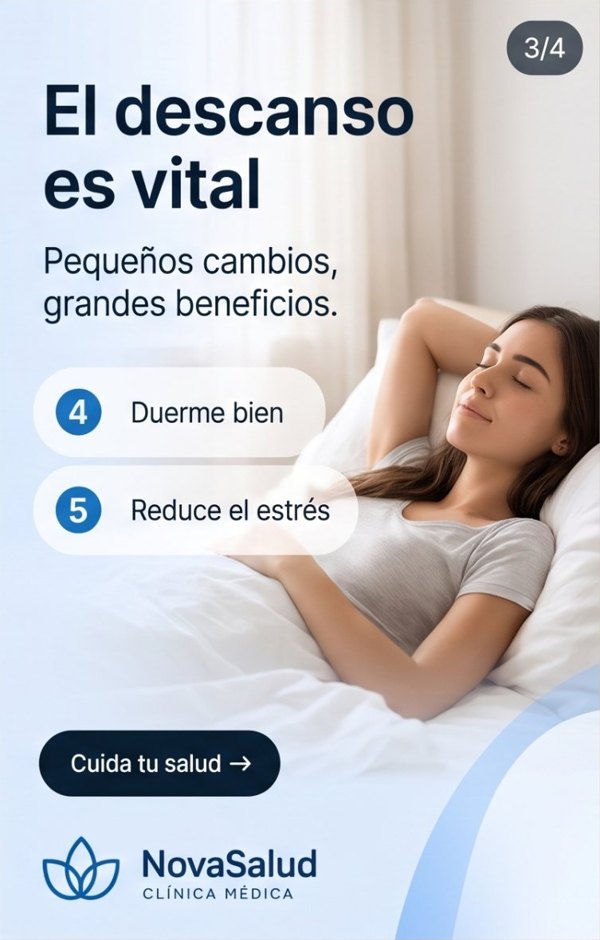 3/4
El descanso
es vital
Pequeños cambios,
grandes beneficios.
4 Duerme bien
5 Reduce el estrés
Cuida tu salud →
NovaSalud
CLÍNICA MÉDICA